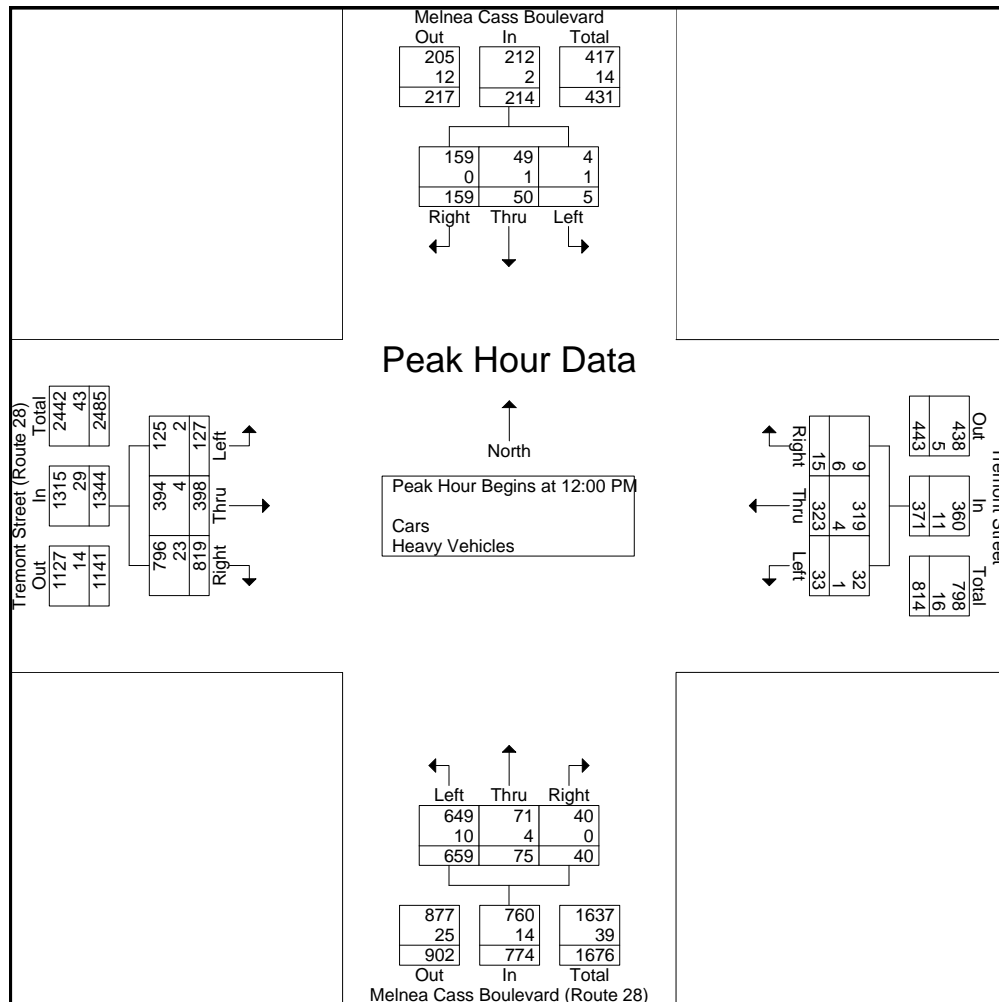 Melnea Cass Boulevard
Out In Total
205 212 417
12 2 14
217 214 431
159 49 4
0 1 1
159 50 5
Right Thru Left
Peak Hour Data
North
Peak Hour Begins at 12:00 PM
Cars
Heavy Vehicles
Tremont Street (Route 28)
Total In Out
2442 1315 1127
43 29 14
2485 1344 1141
125 394 796
2 4 23
127 398 819
Left Thru Right
Tremont Street
Out In Total
438 360 798
5 11 16
443 371 814
9 319 32
6 4 1
15 323 33
Right Thru Left
Left Thru Right
649 71 40
10 4 0
659 75 40
877 760 1637
25 14 39
902 774 1676
Out In Total
Melnea Cass Boulevard (Route 28)